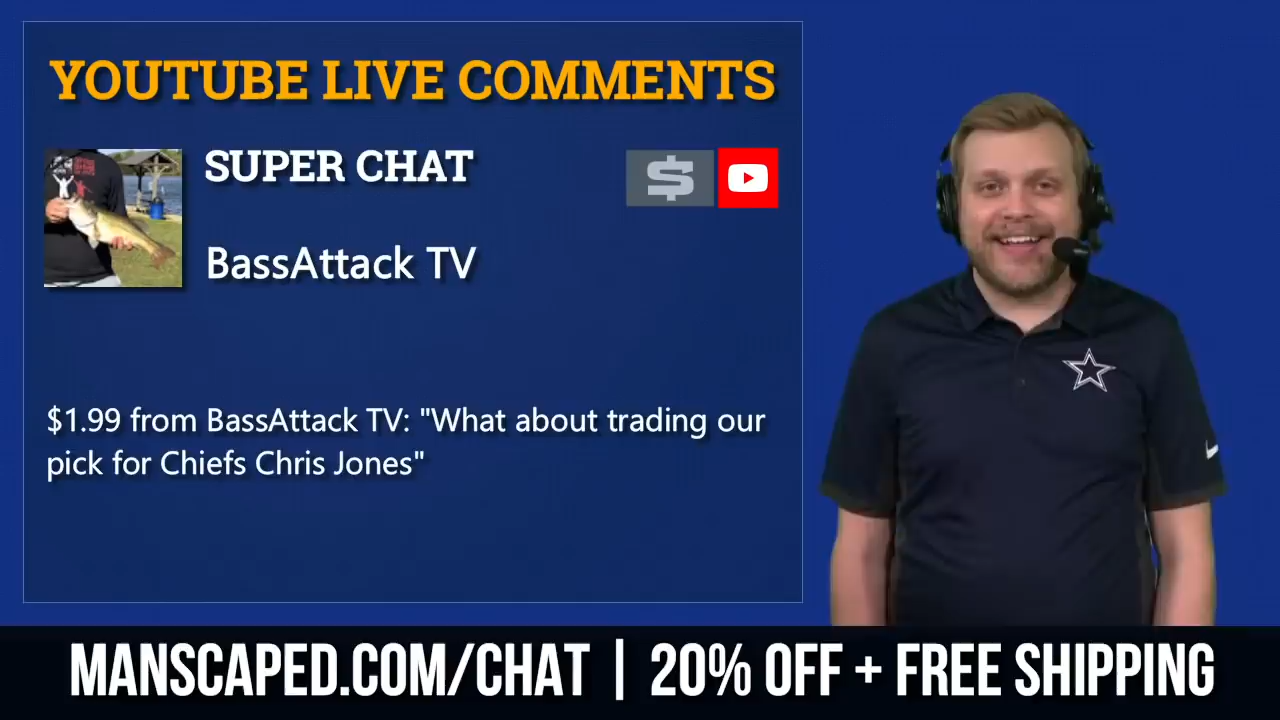 YOUTUBE LIVE COMMENTS
SUPER CHAT
BassAttack TV
$1.99 from BassAttack TV: "What about trading our
pick for Chiefs Chris Jones"
MANSCAPED.COM/CHAT | 20% OFF + FREE SHIPPING